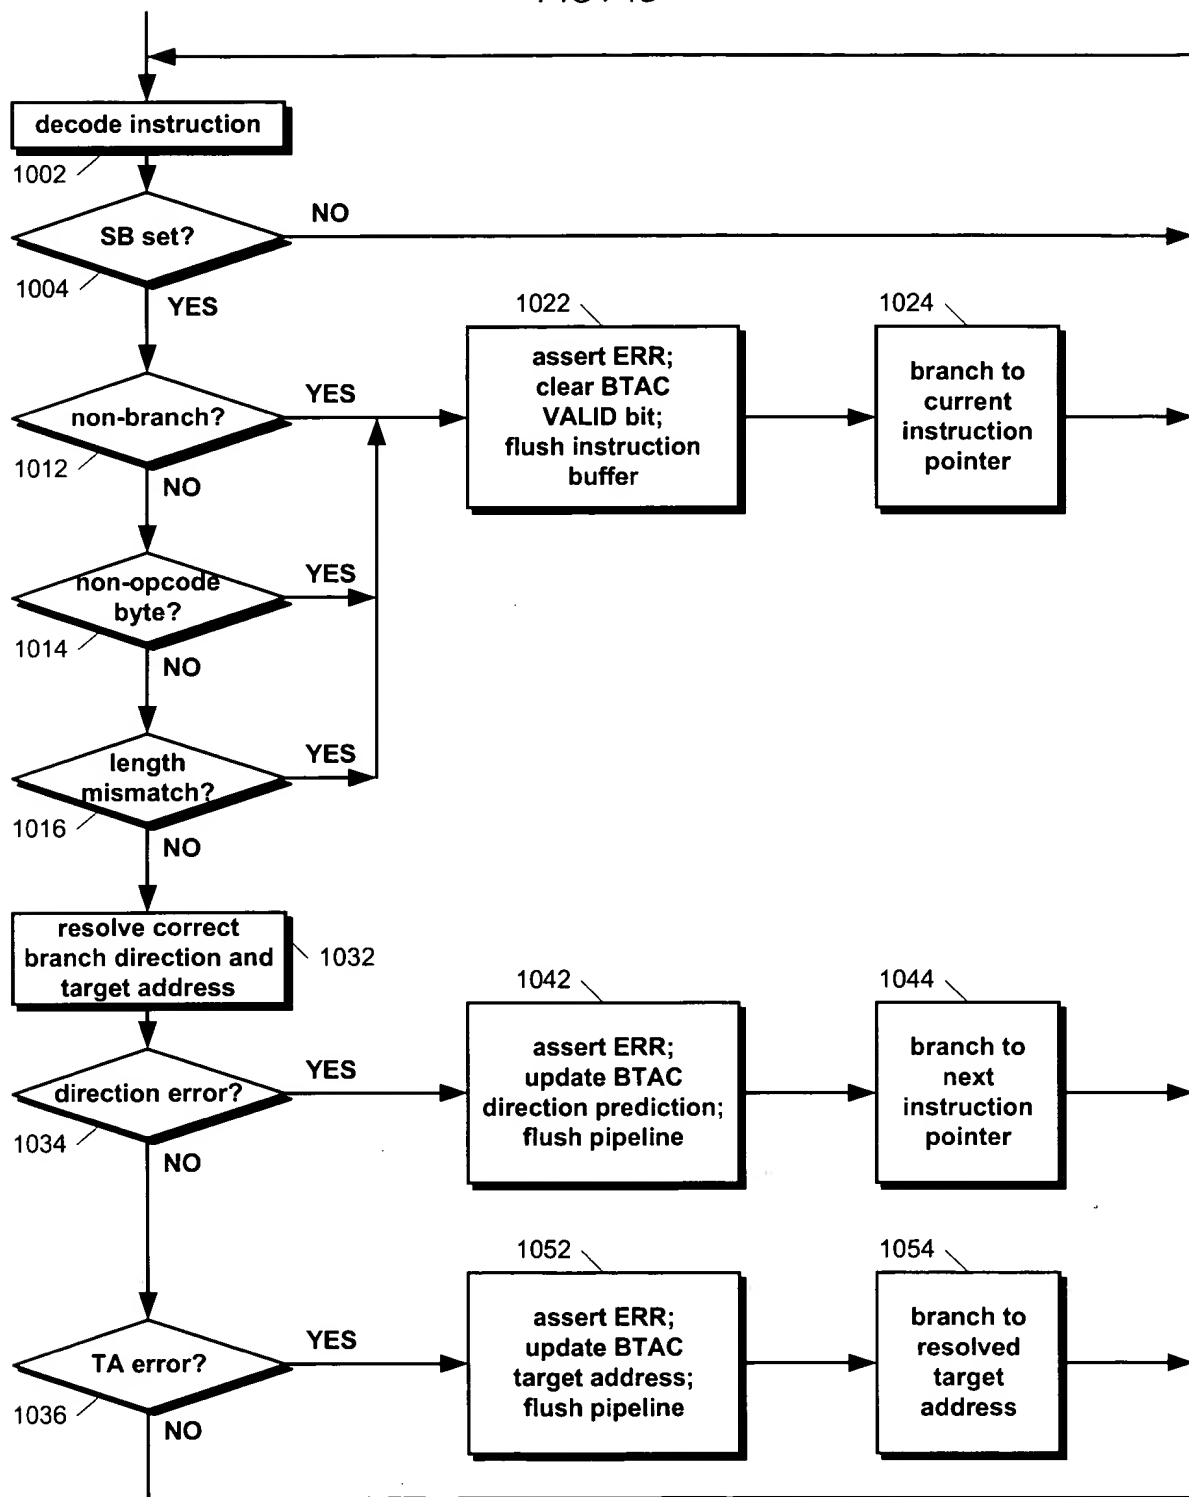 decode instruction
1002
SB set?
NO
1004
YES
non-branch?
YES
1012
NO
1022
assert ERR;
clear BTAC
VALID bit;
flush instruction
buffer
1024
branch to
current
instruction
pointer
non-opcode
byte?
YES
1014
NO
length
mismatch?
YES
1016
NO
resolve correct
branch direction and
target address
1032
direction error?
YES
1034
NO
1042
assert ERR;
update BTAC
direction prediction;
flush pipeline
1044
branch to
next
instruction
pointer
TA error?
YES
1036
NO
1052
assert ERR;
update BTAC
target address;
flush pipeline
1054
branch to
resolved
target
address